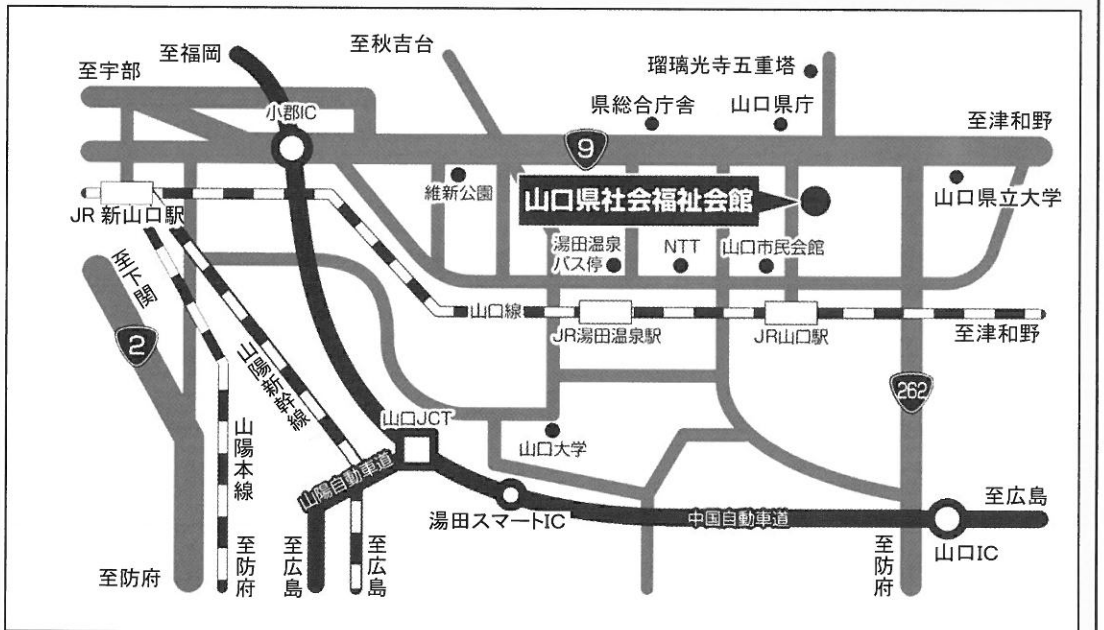 至福岡
至秋吉台
至宇部
瑠璃光寺五重塔
小郡IC
県総合庁舎
山口県庁
至津和野
9
維新公園
山口県社会福祉会館
山口県立大学
JR 新山口駅
湯田温泉
バス停
NTT
山口市民会館
至下関
2
山口線
JR湯田温泉駅
JR山口駅
至津和野
山陽新幹線
262
山口JCT
山口大学
山陽本線
山陽自動車道
湯田スマートIC
中国自動車道
至広島
山口IC
至防府
至防府
至広島
至広島
至防府